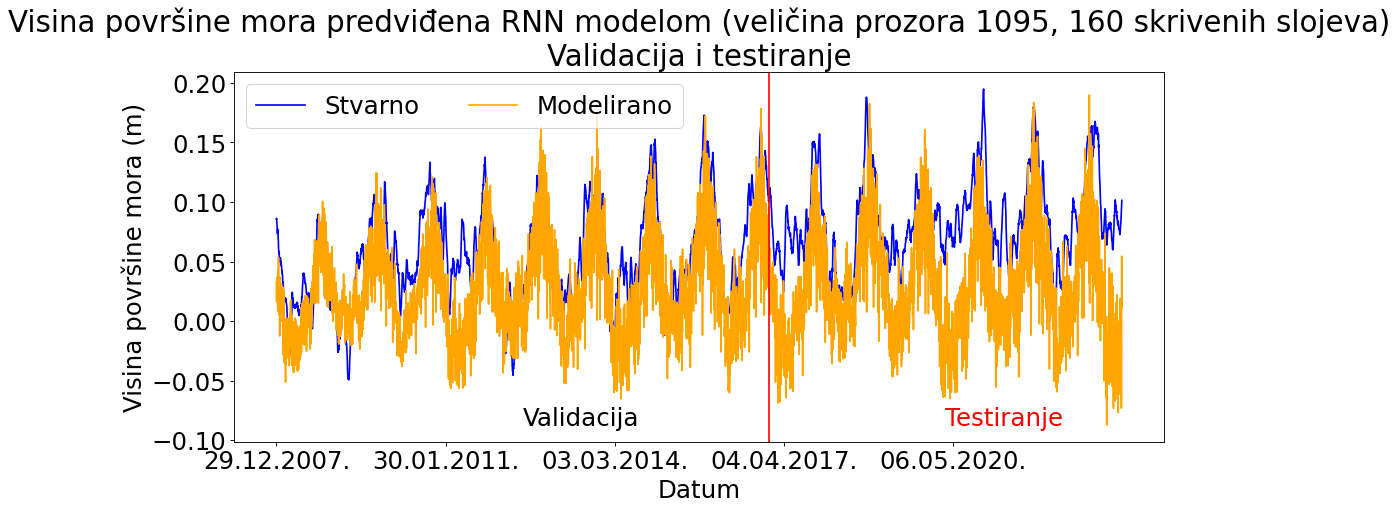 Visina površine mora predviđena RNN modelom (veličina prozora 1095, 160 skrivenih slojeva)
Validacija i testiranje
Stvarno
Modelirano
Visina površine mora (m)
0.20
0.15
0.10
0.05
0.00
−0.05
−0.10
Validacija
Testiranje
29.12.2007.
30.01.2011.
03.03.2014.
04.04.2017.
06.05.2020.
Datum